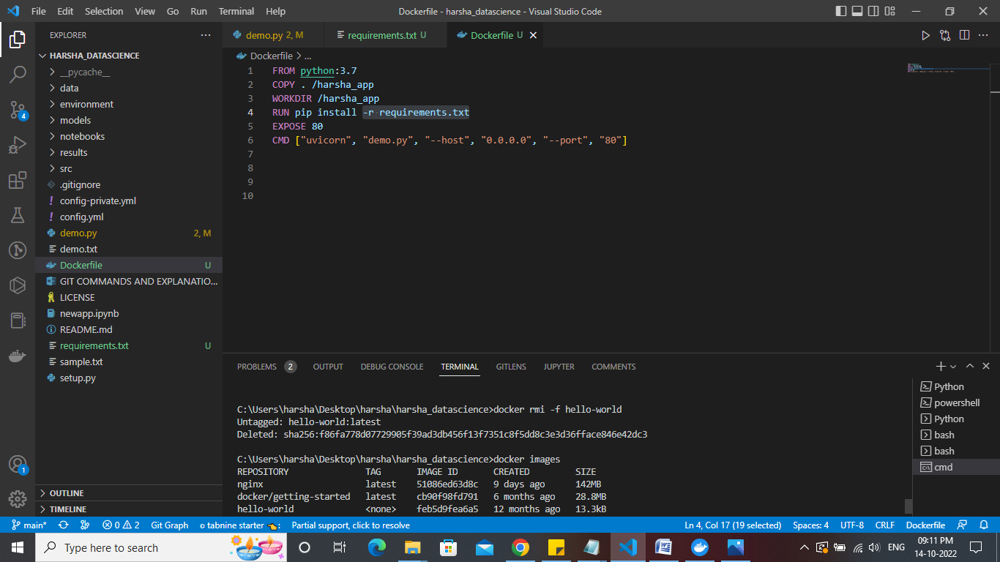 File Edit Selection View Go Run Terminal Help
Dockerfile - harsha_datascience - Visual Studio Code
EXPLORER
HARSHA_DATASCIENCE
__pycache__
data
environment
models
notebooks
results
src
.gitignore
config-private.yml
config.yml
demo.py 2, M
demo.txt
Dockerfile U
GIT COMMANDS AND EXPLANATIO...
LICENSE
newapp.ipynb
README.md
requirements.txt U
sample.txt
setup.py
OUTLINE
TIMELINE
4
1
demo.py 2, M requirements.txt U Dockerfile U
Dockerfile > ...
1 FROM python:3.7
2 COPY . /harsha_app
3 WORKDIR /harsha_app
4 RUN pip install -r requirements.txt
5 EXPOSE 80
6 CMD ["uvicorn", "demo.py", "--host", "0.0.0.0", "--port", "80"]
7
8
9
10
PROBLEMS 2 OUTPUT DEBUG CONSOLE TERMINAL GITLENS JUPYTER COMMENTS
C:\Users\harsha\Desktop\harsha\harsha_datascience>docker rmi -f hello-world
Untagged: hello-world:latest
Deleted: sha256:f86fa778d07729905f39ad3db456f13f7351c8f5dd8c3e3d36fface846e42dc3
C:\Users\harsha\Desktop\harsha\harsha_datascience>docker images
REPOSITORY TAG IMAGE ID CREATED SIZE
nginx latest 51086ed63d8c 9 days ago 142MB
docker/getting-started latest cb90f98fd791 6 months ago 28.8MB
hello-world <none> feb5d9fea6a5 12 months ago 13.3kB
Python
powershell
Python
bash
bash
cmd
main* 0 2 Git Graph tabnine starter Partial support, click to resolve
Ln 4, Col 17 (19 selected) Spaces: 4 UTF-8 CRLF Dockerfile
Type here to search
ENG
09:11 PM
14-10-2022